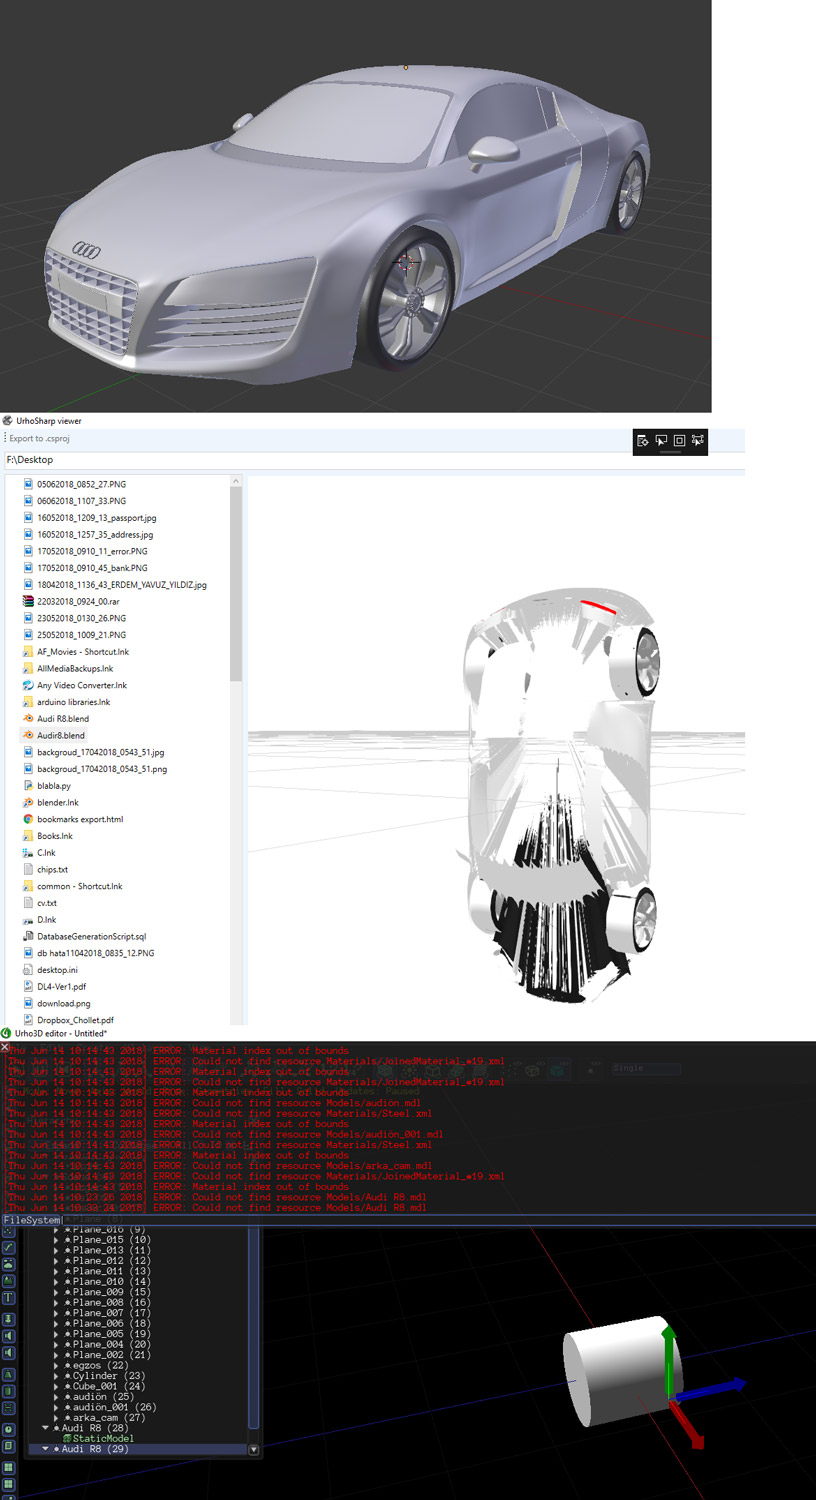 UrhoSharp viewer
Export to .csproj
F:\Desktop
05062018_0852_27.PNG
06062018_1107_33.PNG
16052018_1209_13_passport.jpg
16052018_1257_35_address.jpg
17052018_0910_11_error.PNG
17052018_0910_45_bank.PNG
18042018_1136_43_ERDEM_YAVUZ_YILDIZ.jpg
22032018_0924_00.rar
23052018_0130_26.PNG
25052018_1009_21.PNG
AF_Movies - Shortcut.lnk
AllMediaBackups.lnk
Any Video Converter.lnk
arduino libraries.lnk
Audi R8.blend
Audir8.blend
backgroud_17042018_0543_51.jpg
backgroud_17042018_0543_51.png
blabla.py
blender.lnk
bookmarks export.html
Books.lnk
C.lnk
chips.txt
common - Shortcut.lnk
cv.txt
D.lnk
DatabaseGenerationScript.sql
db hata11042018_0835_12.PNG
desktop.ini
DL4-Ver1.pdf
download.png
Dropbox_Chollet.pdf
Urho3D editor - Untitled*
Thu Jun 14 10:14:43 2018 ERROR: Material index out of bounds
Thu Jun 14 10:14:43 2018 ERROR: Could not find resource Materials/JoinedMaterial_#19.xml
Thu Jun 14 10:14:43 2018 ERROR: Material index out of bounds
Thu Jun 14 10:14:43 2018 ERROR: Could not find resource Materials/JoinedMaterial_#19.xml
Single
Thu Jun 14 10:14:43 2018 ERROR: Material index out of bounds
Updates: Paused
Thu Jun 14 10:14:43 2018 ERROR: Could not find resource Models/audiön.mdl
Thu Jun 14 10:14:43 2018 ERROR: Could not find resource Materials/Steel.xml
Thu Jun 14 10:14:43 2018 ERROR: Material index out of bounds
Thu Jun 14 10:14:43 2018 ERROR: Could not find resource Models/audiön_001.mdl
Thu Jun 14 10:14:43 2018 ERROR: Could not find resource Materials/Steel.xml
Thu Jun 14 10:14:43 2018 ERROR: Material index out of bounds
Thu Jun 14 10:14:43 2018 ERROR: Could not find resource Models/arka_cam.mdl
Thu Jun 14 10:14:43 2018 ERROR: Could not find resource Materials/JoinedMaterial_#19.xml
Thu Jun 14 10:14:43 2018 ERROR: Material index out of bounds
Thu Jun 14 10:23:26 2018 ERROR: Could not find resource Models/Audi R8.mdl
Thu Jun 14 10:32:24 2018 ERROR: Could not find resource Models/Audi R8.mdl
FileSystem
Plane_016 (9)
Plane_015 (10)
Plane_013 (11)
Plane_012 (12)
Plane_011 (13)
Plane_010 (14)
Plane_009 (15)
Plane_008 (16)
Plane_007 (17)
Plane_006 (18)
Plane_005 (19)
Plane_004 (20)
Plane_002 (21)
egzos (22)
Cylinder (23)
Cube_001 (24)
audiön (25)
audiön_001 (26)
arka_cam (27)
Audi R8 (28)
StaticModel
Audi R8 (29)